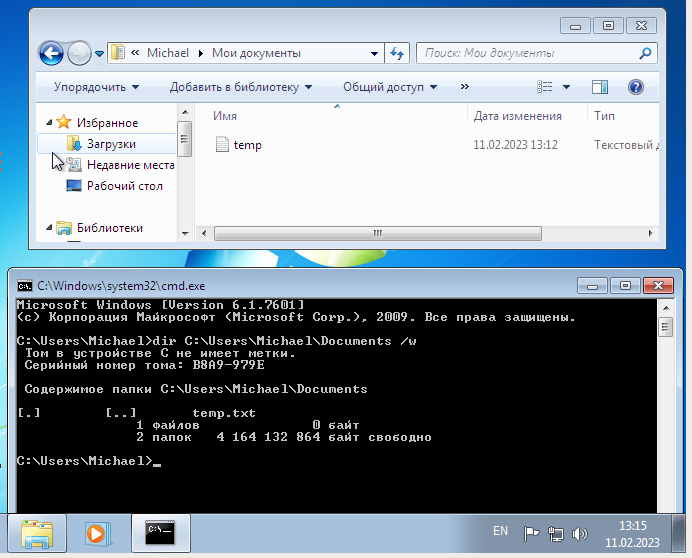 « Michael ▸ Мои документы
Поиск: Мои документы
Упорядочить Добавить в библиотеку Общий доступ »
Избранное
Загрузки
Недавние места
Рабочий стол
Библиотеки
Имя Дата изменения Тип
temp 11.02.2023 13:12 Текстовый д
C:\Windows\system32\cmd.exe
Microsoft Windows [Version 6.1.7601]
(c) Корпорация Майкрософт (Microsoft Corp.), 2009. Все права защищены.
C:\Users\Michael>dir C:\Users\Michael\Documents /w
Том в устройстве C не имеет метки.
Серийный номер тома: B8A9-979E
Содержимое папки C:\Users\Michael\Documents
[.] [..] temp.txt
1 файлов 0 байт
2 папок 4 164 132 864 байт свободно
C:\Users\Michael>_
EN
13:15
11.02.2023